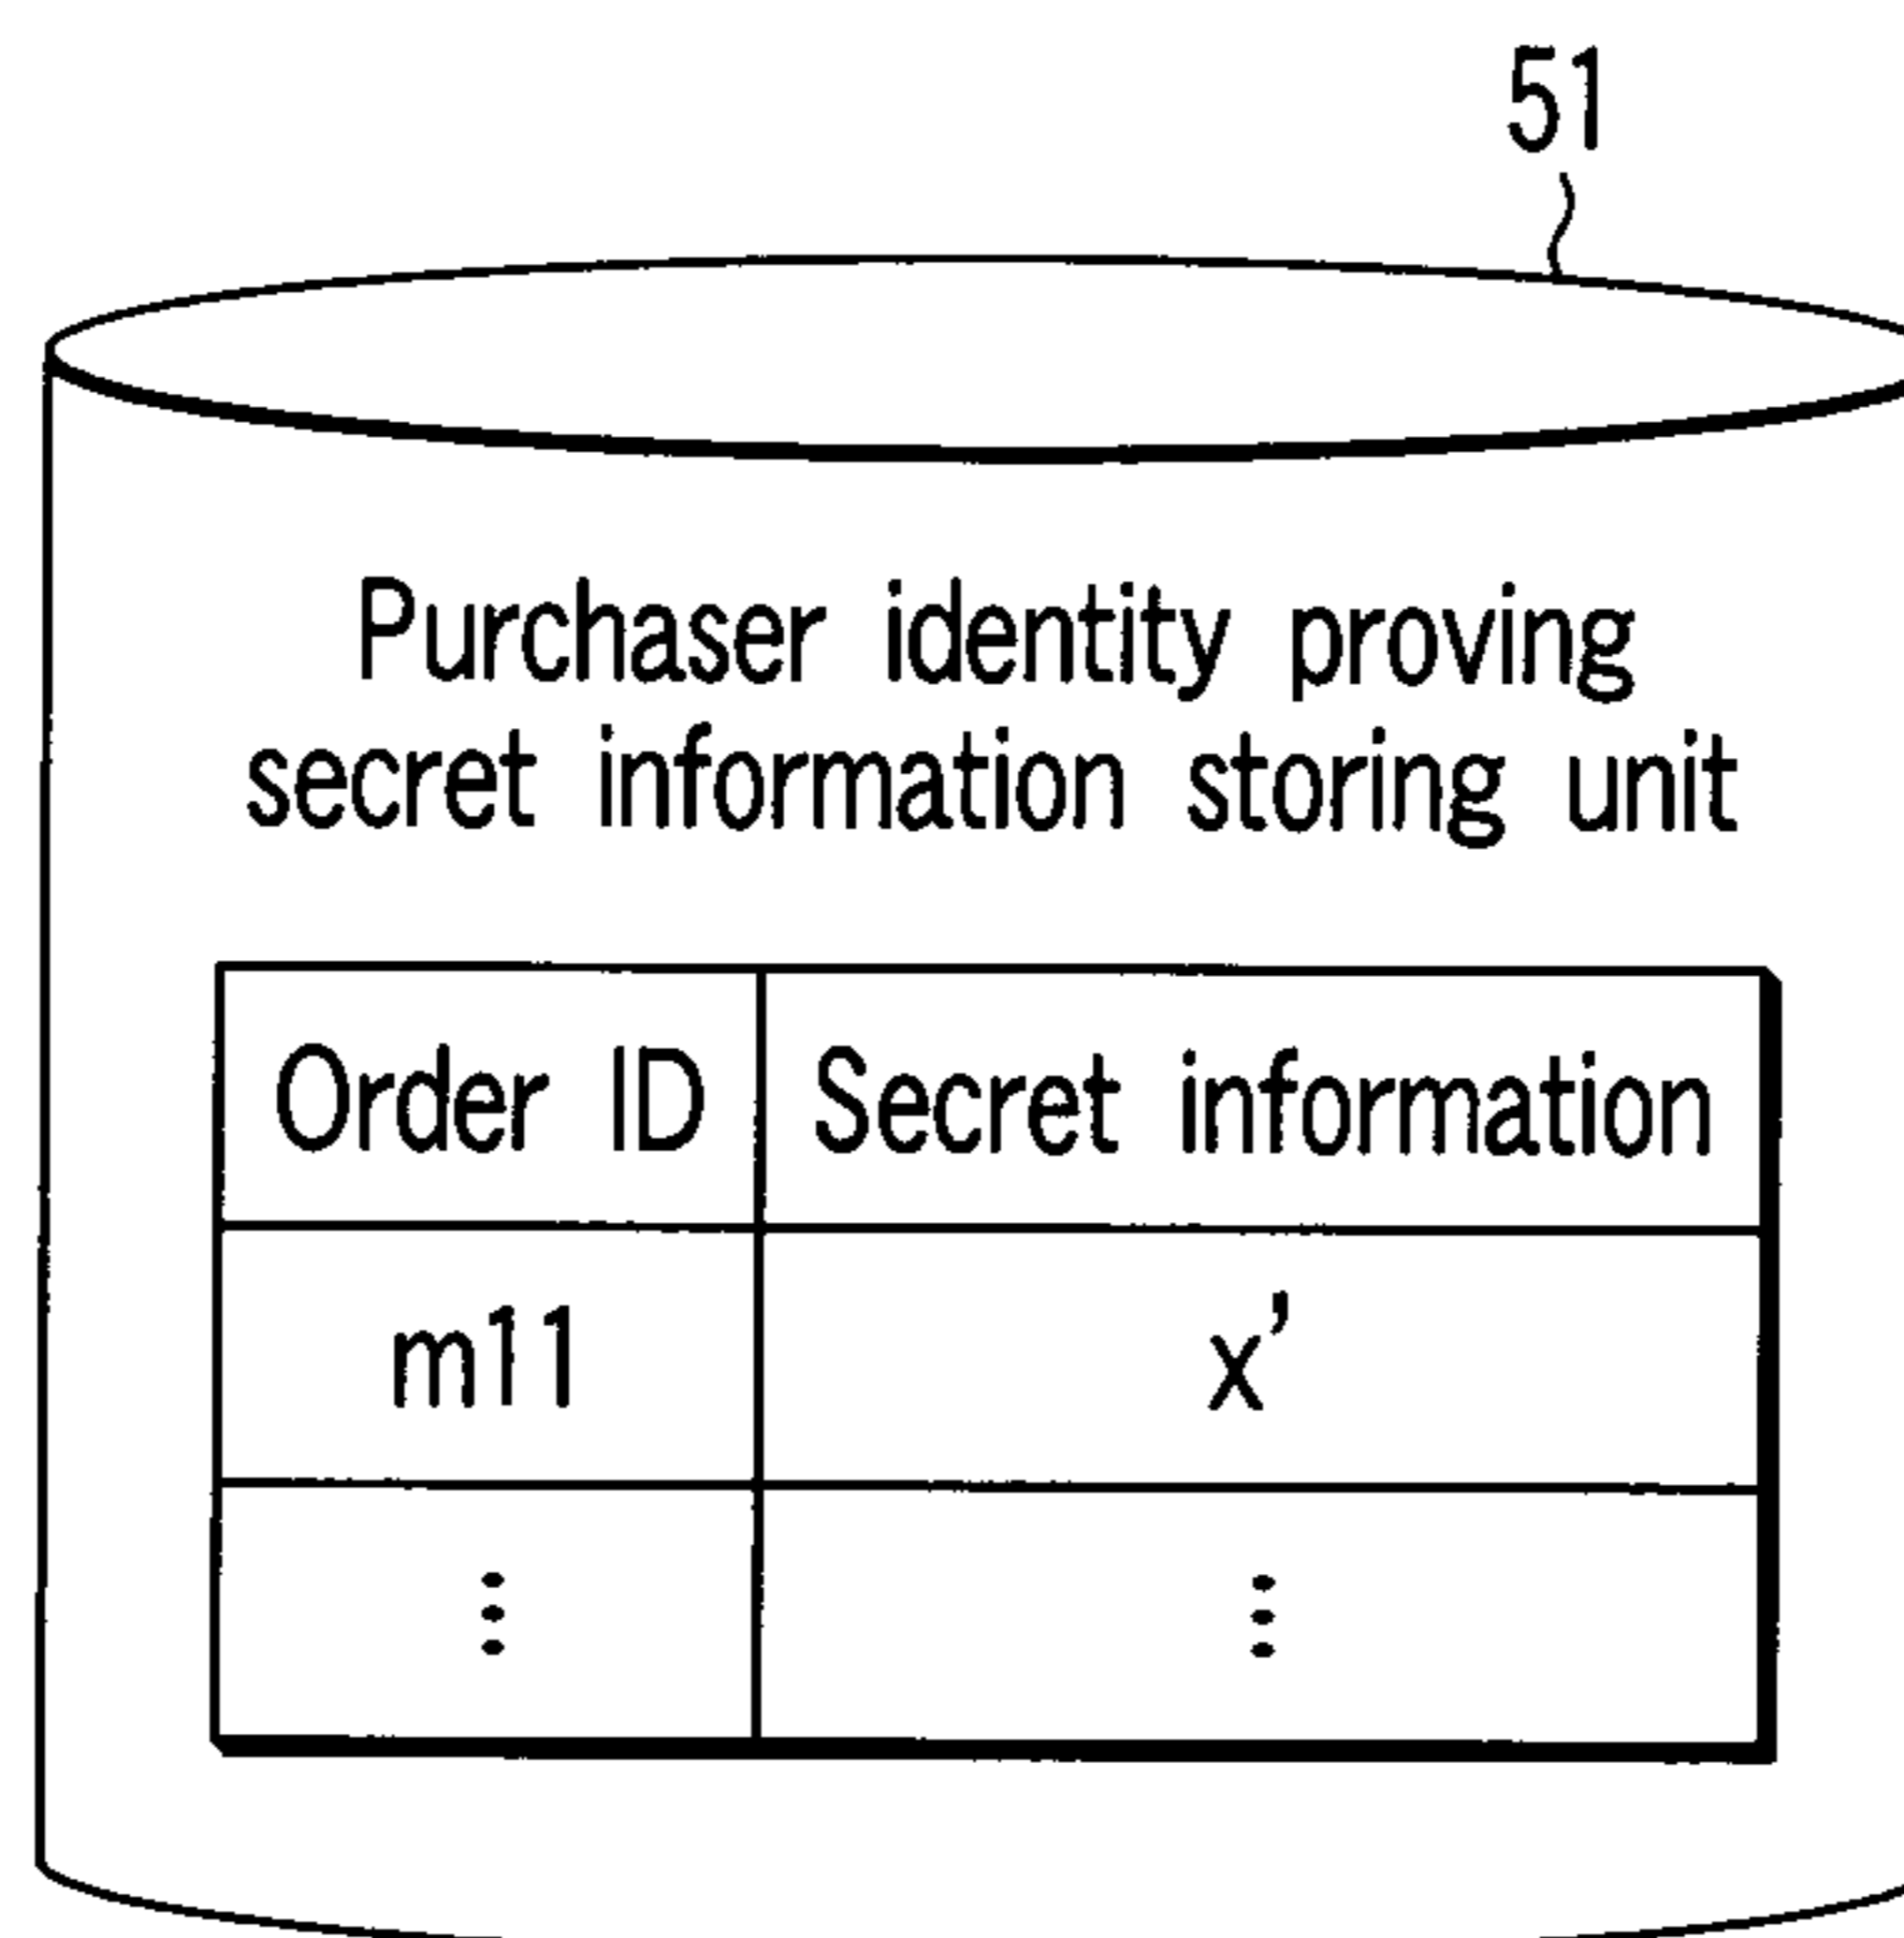 51
Purchaser identity proving
secret information storing unit
Order ID Secret information
m11 x’
⋮ ⋮